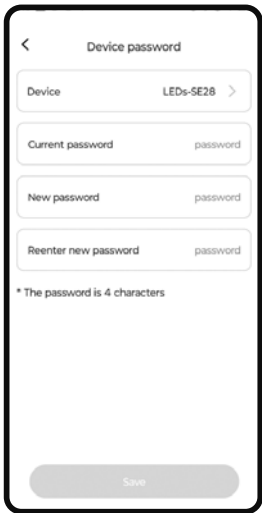 Device password
Device LEDs-SE28
Current password password
New password password
Reenter new password password
* The password is 4 characters
Save